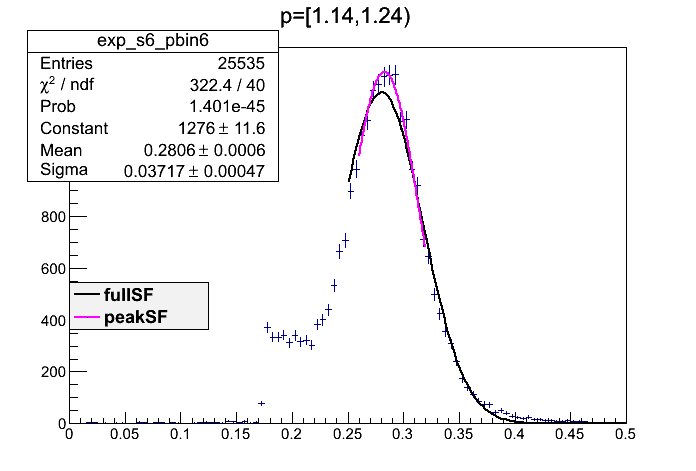 p=[1.14,1.24)
exp_s6_pbin6
Entries 25535
χ² / ndf 322.4 / 40
Prob 1.401e-45
Constant 1276 ± 11.6
Mean 0.2806 ± 0.0006
Sigma 0.03717 ± 0.00047
800
600
fullSF
peakSF
400
200
0
0 0.05 0.1 0.15 0.2 0.25 0.3 0.35 0.4 0.45 0.5